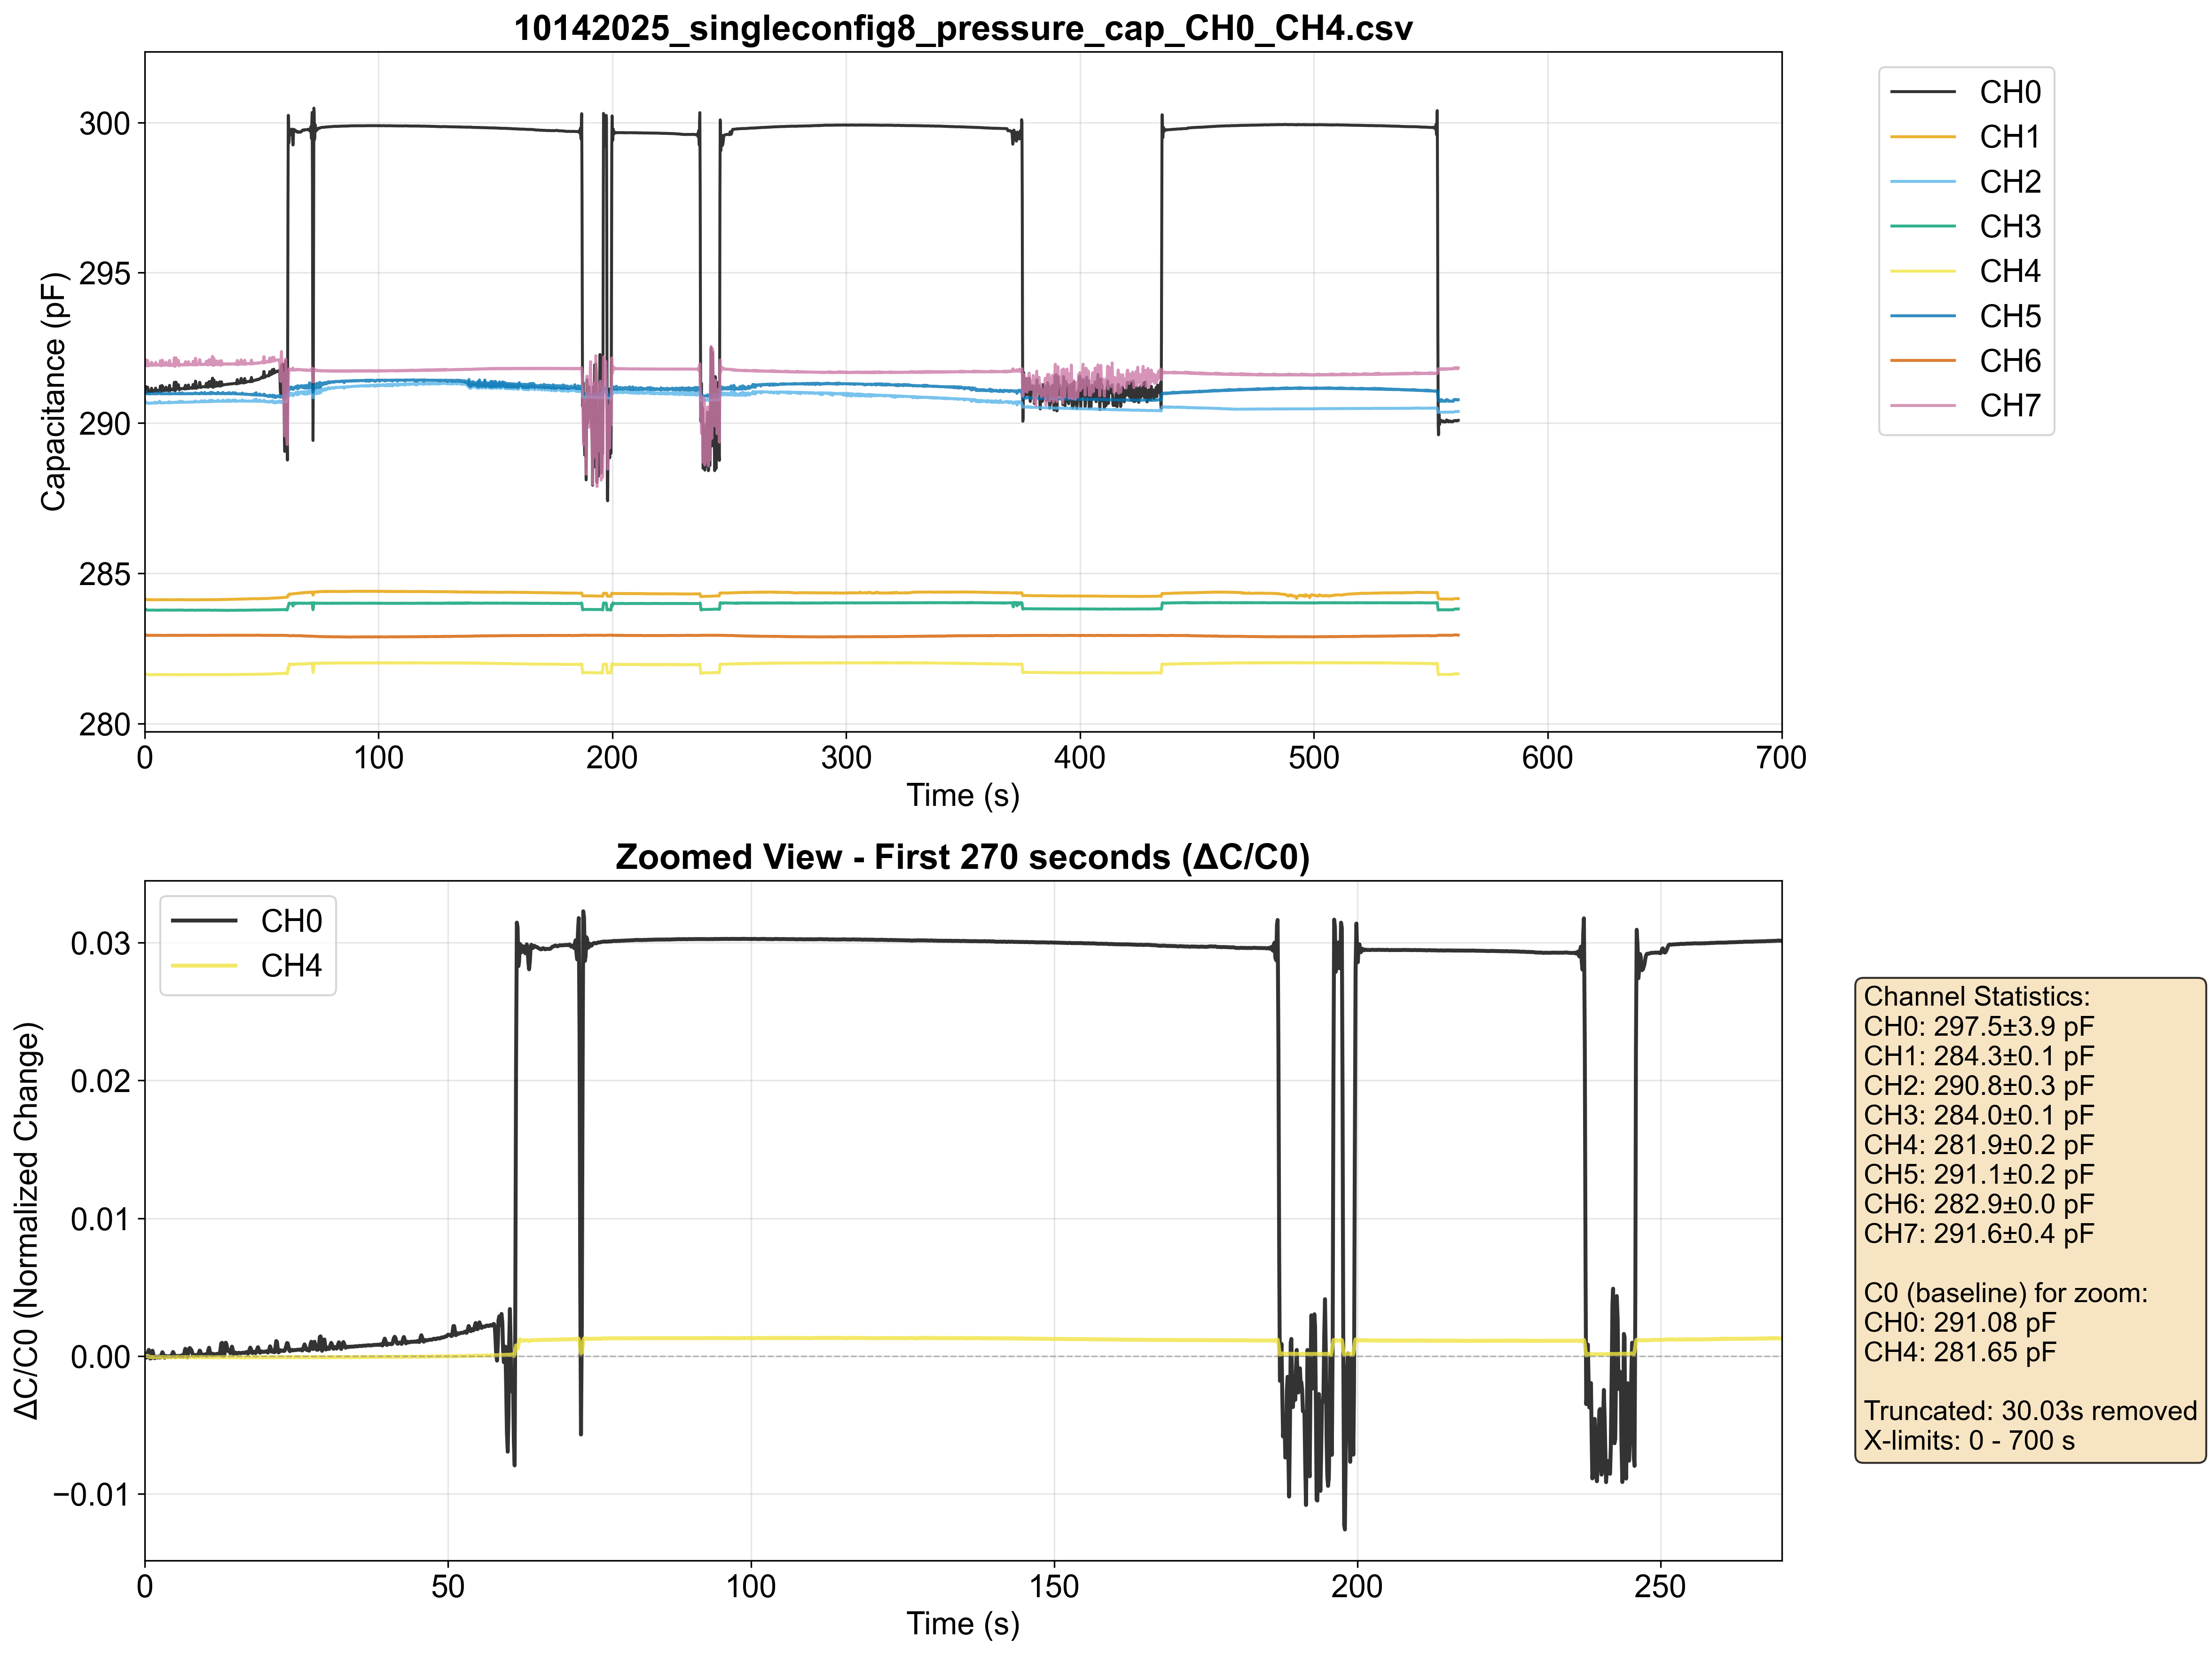 10142025_singleconfig8_pressure_cap_CH0_CH4.csv
Capacitance (pF)
300
295
290
285
280
0 100 200 300 400 500 600 700
Time (s)
CH0
CH1
CH2
CH3
CH4
CH5
CH6
CH7
Zoomed View - First 270 seconds (ΔC/C0)
CH0
CH4
ΔC/C0 (Normalized Change)
0.03
0.02
0.01
0.00
−0.01
0 50 100 150 200 250
Time (s)
Channel Statistics:
CH0: 297.5±3.9 pF
CH1: 284.3±0.1 pF
CH2: 290.8±0.3 pF
CH3: 284.0±0.1 pF
CH4: 281.9±0.2 pF
CH5: 291.1±0.2 pF
CH6: 282.9±0.0 pF
CH7: 291.6±0.4 pF
C0 (baseline) for zoom:
CH0: 291.08 pF
CH4: 281.65 pF
Truncated: 30.03s removed
X-limits: 0 - 700 s